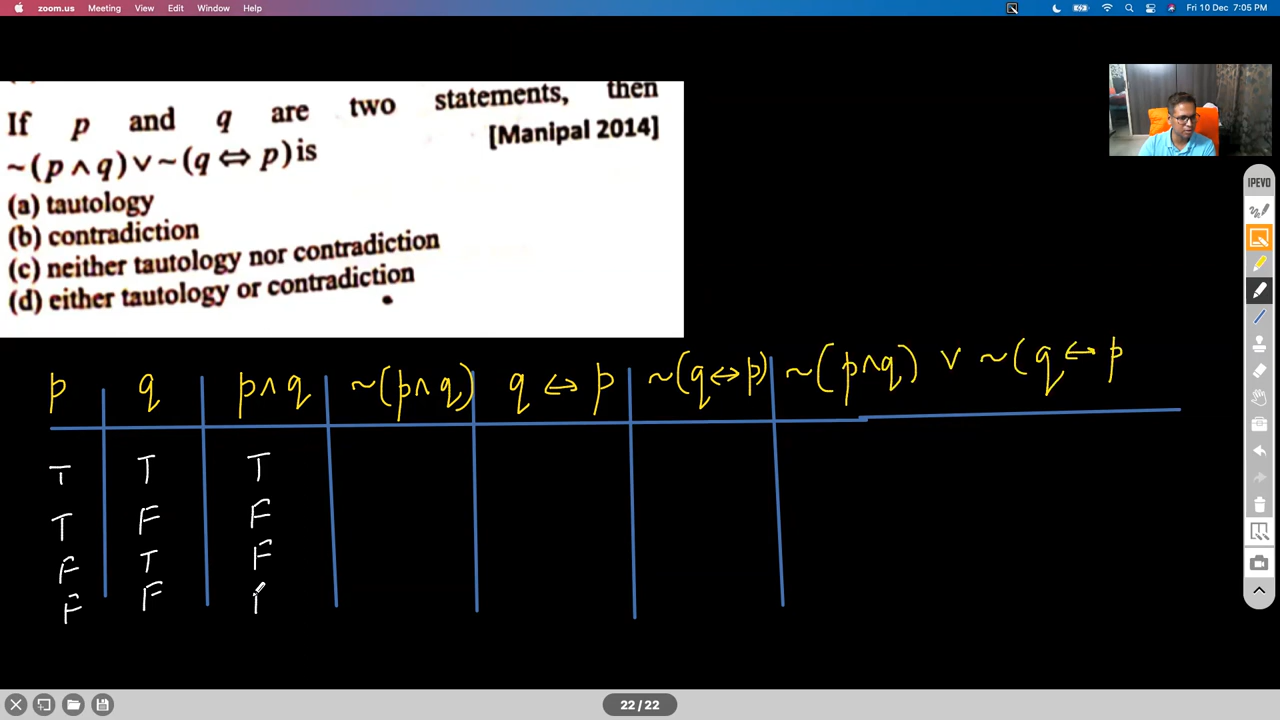 zoom.us Meeting View Edit Window Help Fri 10 Dec 7:05 PM
If p and q are two statements, then
~(p ∧ q) ∨ ~(q ⇔ p) is [Manipal 2014]
(a) tautology
(b) contradiction
(c) neither tautology nor contradiction
(d) either tautology or contradiction
p q p∧q ~(p∧q) q ↔ p ~(q↔p) ~(p∧q) ∨ ~(q ↔ p
T T T
T F F
F T F
F F
IPEVO
22 / 22